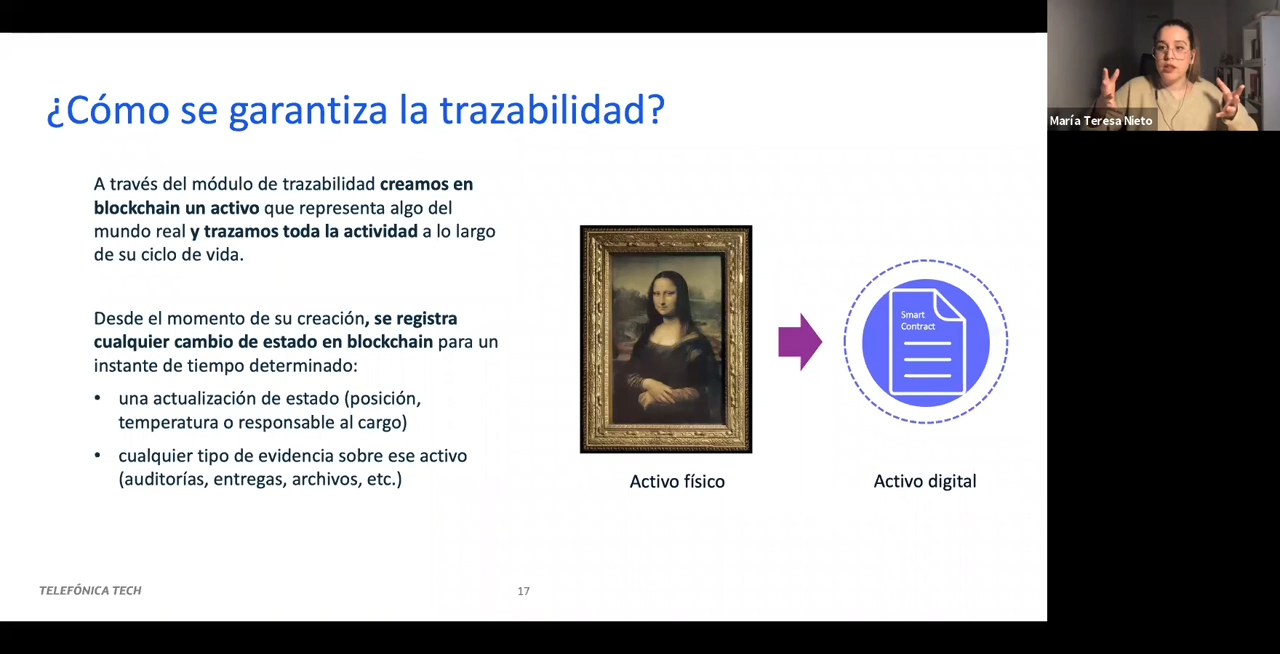 ¿Cómo se garantiza la trazabilidad?
A través del módulo de trazabilidad creamos en
blockchain un activo que representa algo del
mundo real y trazamos toda la actividad a lo largo
de su ciclo de vida.
Desde el momento de su creación, se registra
cualquier cambio de estado en blockchain para un
instante de tiempo determinado:
• una actualización de estado (posición,
temperatura o responsable al cargo)
• cualquier tipo de evidencia sobre ese activo
(auditorías, entregas, archivos, etc.)
Smart
Contract
Activo físico
Activo digital
TELEFÓNICA TECH
17
María Teresa Nieto